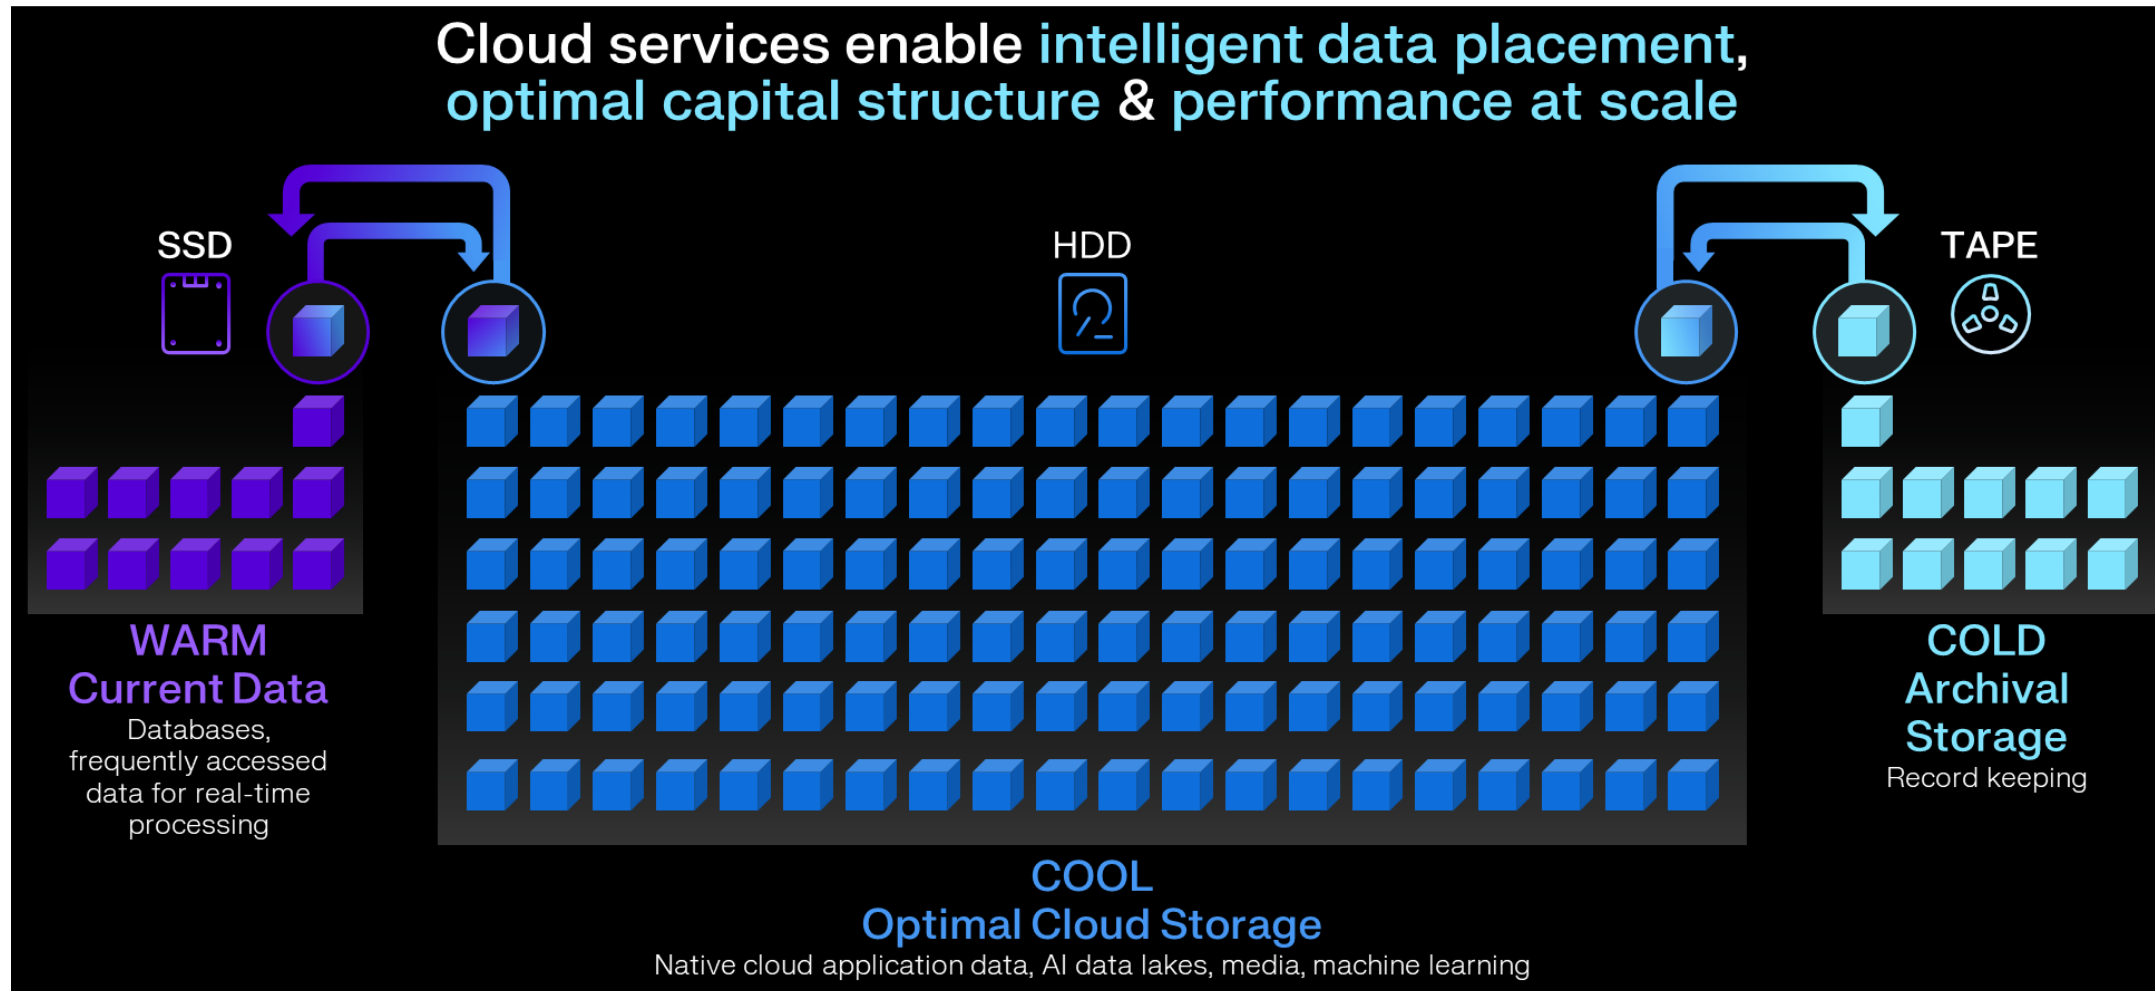 Cloud services enable intelligent data placement,
optimal capital structure & performance at scale
SSD
HDD
TAPE
WARM
Current Data
Databases,
frequently accessed
data for real-time
processing
COOL
Optimal Cloud Storage
Native cloud application data, AI data lakes, media, machine learning
COLD
Archival
Storage
Record keeping